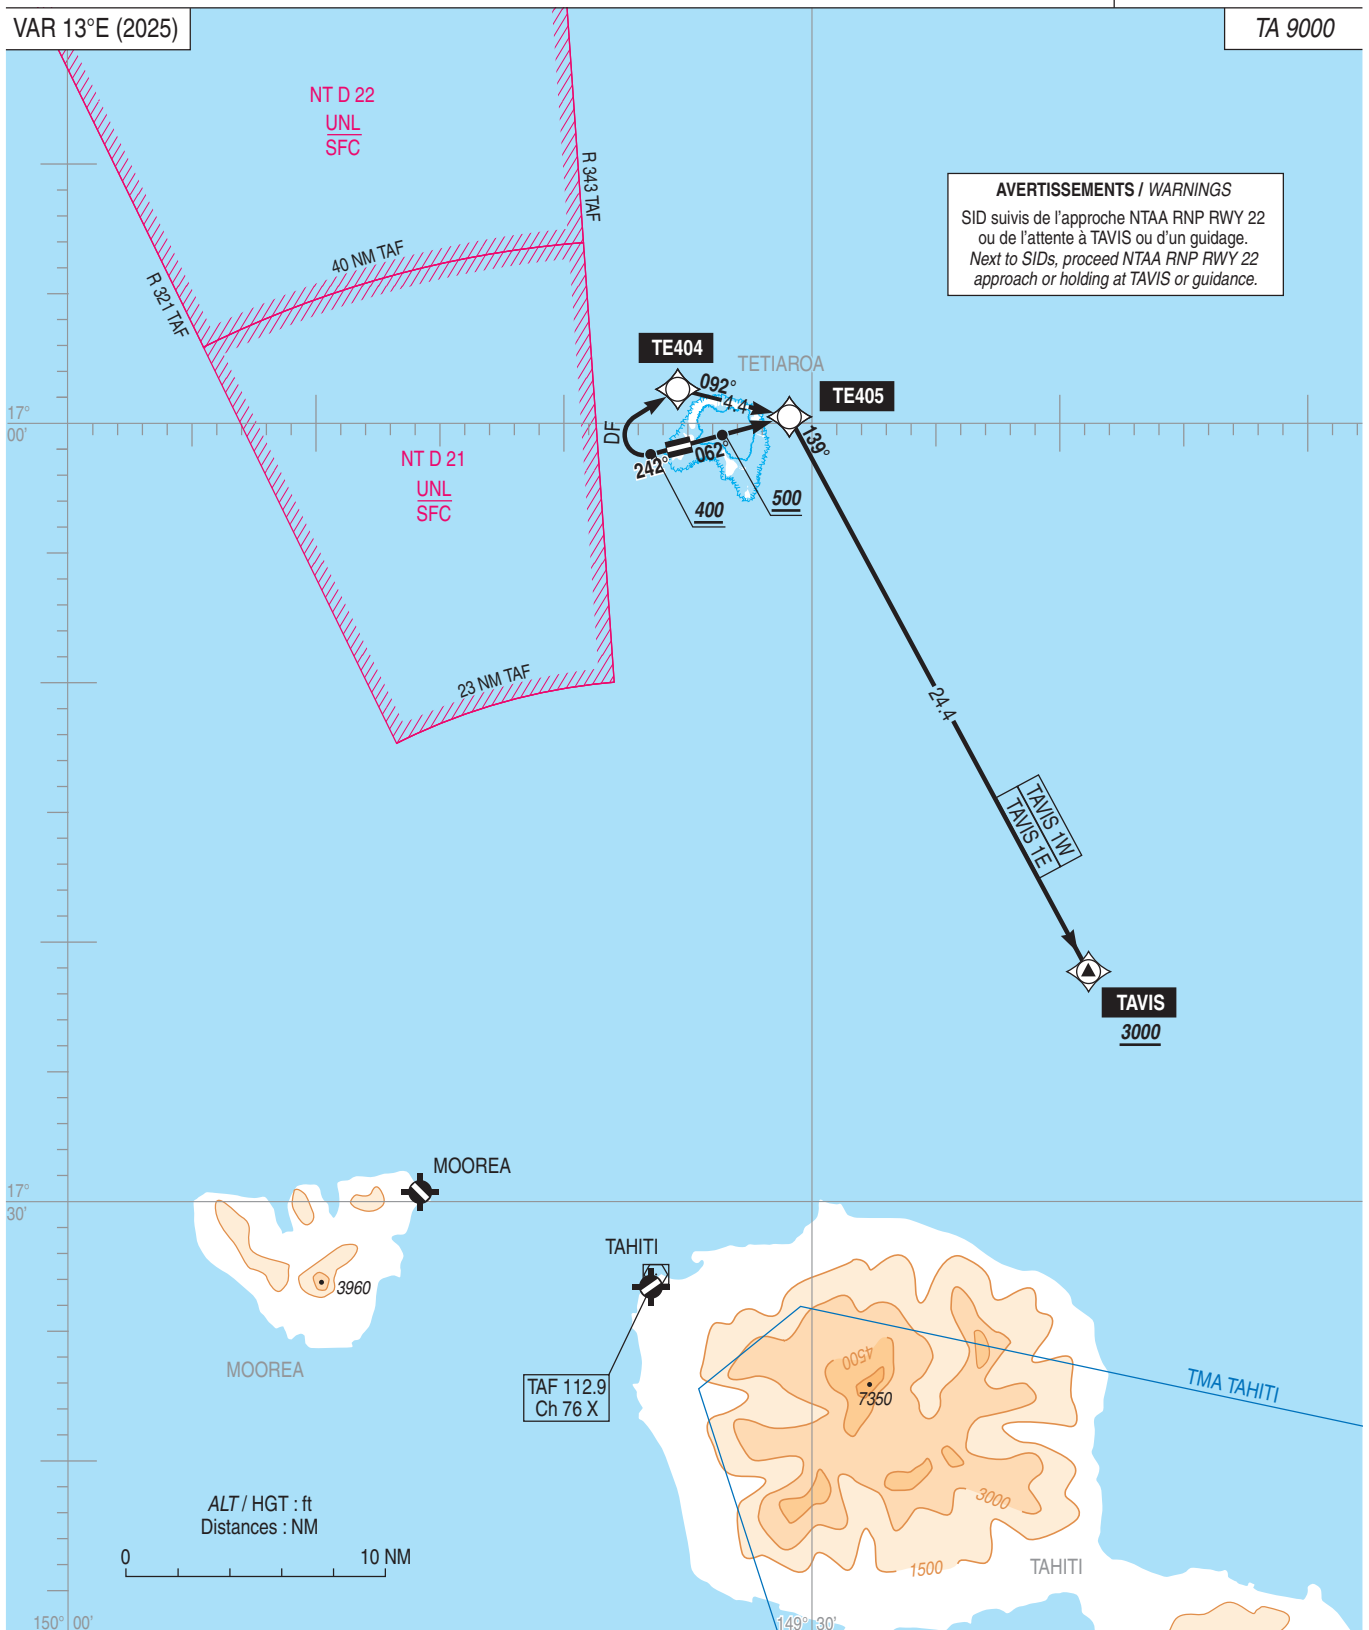 VAR 13°E (2025)
TA 9000
NT D 22
UNL
SFC
R 343 TAF
AVERTISSEMENTS / WARNINGS
SID suivis de l'approche NTAA RNP RWY 22
ou de l'attente à TAVIS ou d'un guidage.
Next to SIDs, proceed NTAA RNP RWY 22
approach or holding at TAVIS or guidance.
40 NM TAF
R 321 TAF
TE404
TETIAROA
092°
4.4
TE405
17°
00'
DF
139°
242°
062°
NT D 21
UNL
SFC
400
500
23 NM TAF
24.4
TAVIS 1W
TAVIS 1E
TAVIS
3000
MOOREA
17°
30'
TAHITI
3960
MOOREA
4500
7350
TMA TAHITI
TAF 112.9
Ch 76 X
3000
ALT / HGT : ft
Distances : NM
0
10 NM
1500
TAHITI
150° 00'
149° 30'